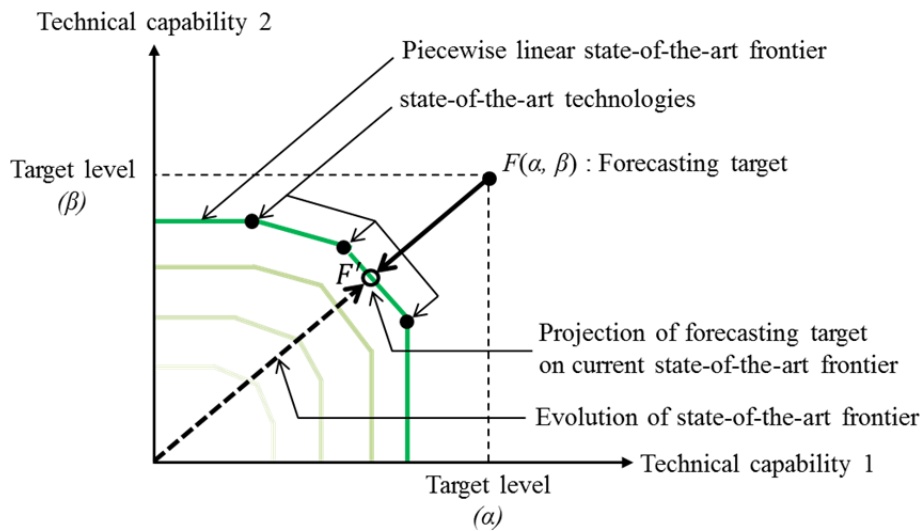 Technical capability 2
Piecewise linear state-of-the-art frontier
state-of-the-art technologies
Target level
(β)
F(α, β) : Forecasting target
F'
Projection of forecasting target
on current state-of-the-art frontier
Evolution of state-of-the-art frontier
Technical capability 1
Target level
(α)